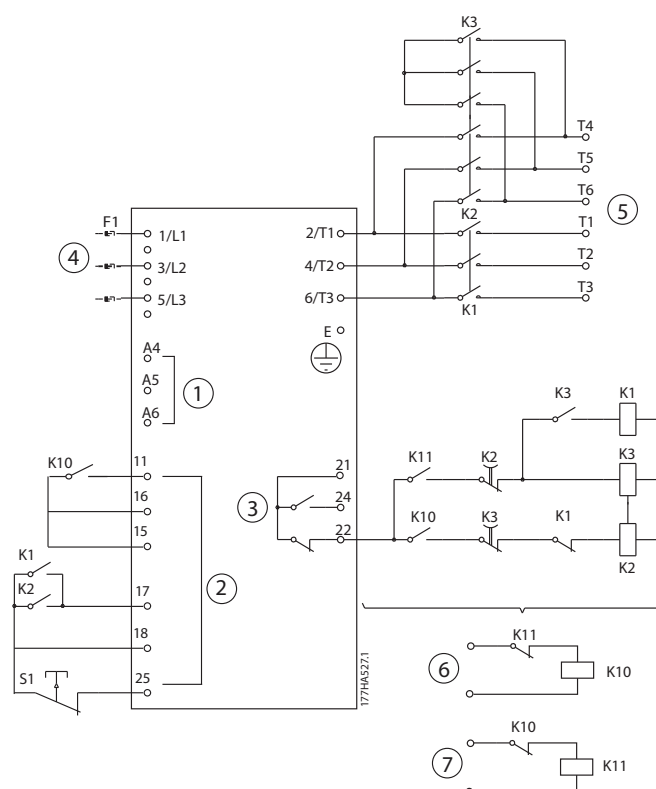 K3
T4
T5
T6
5
F1
1/L1
2/T1
K2
T1
4
3/L2
4/T2
T2
5/L3
6/T3
T3
K1
E
A4
A5
1
A6
K3
K1
K10
11
21
K11
K2
K3
16
3
24
15
22
K10
K3
K1
K1
K2
K2
17
2
18
S1
25
177HA527.1
6
K11
K10
7
K10
K11